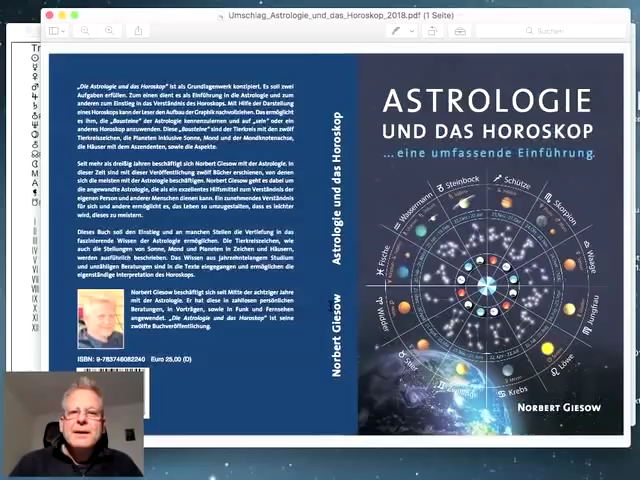 Umschlag_Astrologie_und_das_Horoskop_2018.pdf (1 Seite)
Suchen
Tr
„Die Astrologie und das Horoskop" ist als Grundlagenwerk konzipiert. Es soll zwei
Aufgaben erfüllen. Zum einen dient es als Einführung in die Astrologie und zum
anderen zum Einstieg in das Verständnis des Horoskops. Mit Hilfe der Darstellung
eines Horoskops kann der Leser den Aufbau der Graphik nachvollziehen. Das ermöglicht
es ihm, die „Bausteine" der Astrologie kennenzulernen und auf „sein" oder ein
anderes Horoskop anzuwenden. Diese „Bausteine" sind der Tierkreis mit den zwölf
Tierkreiszeichen, die Planeten inklusive Sonne, Mond und der Mondknotenachse,
die Häuser mit dem Aszendenten, sowie die Aspekte.
Seit mehr als dreißig Jahren beschäftigt sich Norbert Giesow mit der Astrologie. In
dieser Zeit sind mit dieser Veröffentlichung zwölf Bücher erschienen, von denen
sich die meisten mit der Astrologie beschäftigen. Norbert Giesow geht es dabei um
die angewandte Astrologie, die als ein exzellentes Hilfsmittel zum Verständnis der
eigenen Person und anderer Menschen dienen kann. Ein zunehmendes Verständnis
für sich und andere ermöglicht es, das Leben so umzugestalten, dass es leichter
wird, dieses zu meistern.
Dieses Buch soll den Einstieg und an manchen Stellen die Vertiefung in das
faszinierende Wissen der Astrologie ermöglichen. Die Tierkreiszeichen, wie
auch die Stellungen von Sonne, Mond und Planeten in Zeichen und Häusern,
werden ausführlich beschrieben. Das Wissen aus jahrzehntelangem Studium
und unzähligen Beratungen sind in die Texte eingegangen und ermöglichen die
eigenständige Interpretation des Horoskops.
Norbert Giesow beschäftigt sich seit Mitte der achtziger Jahre
mit der Astrologie. Er hat diese in zahllosen persönlichen
Beratungen, in Vorträgen, sowie in Funk und Fernsehen
angewendet. „Die Astrologie und das Horoskop" ist seine
zwölfte Buchveröffentlichung.
ISBN: 9-783746082240 Euro 25,00 (D)
Norbert Giesow Astrologie und das Horoskop
ASTROLOGIE
UND DAS HOROSKOP
...eine umfassende Einführung.
Steinbock
Schütze
Skorpion
Waage
Jungfrau
Löwe
Krebs
Stier
Widder
Fische
Wassermann
NORBERT GIESOW